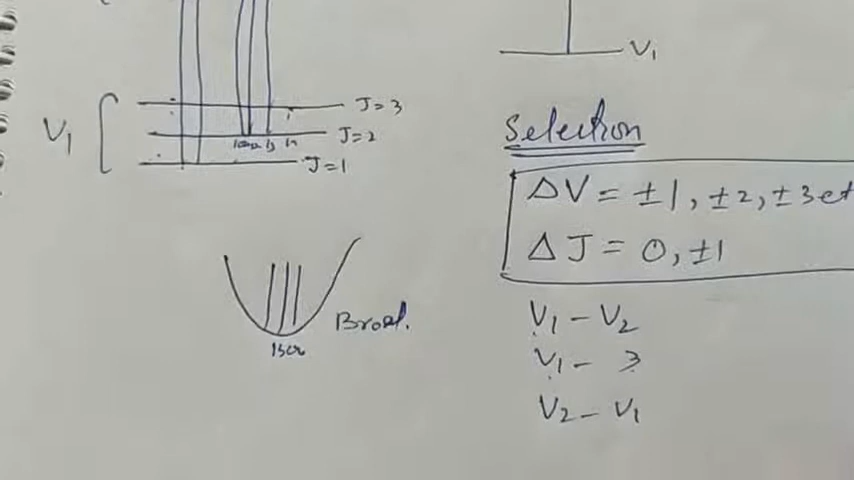 V1
J=3
V1
J=2
J=1
Selection
ΔV = ±1, ±2, ±3 et
ΔJ = 0, ±1
Broad.
V1 - V2
V1 - 3
V2 - V1